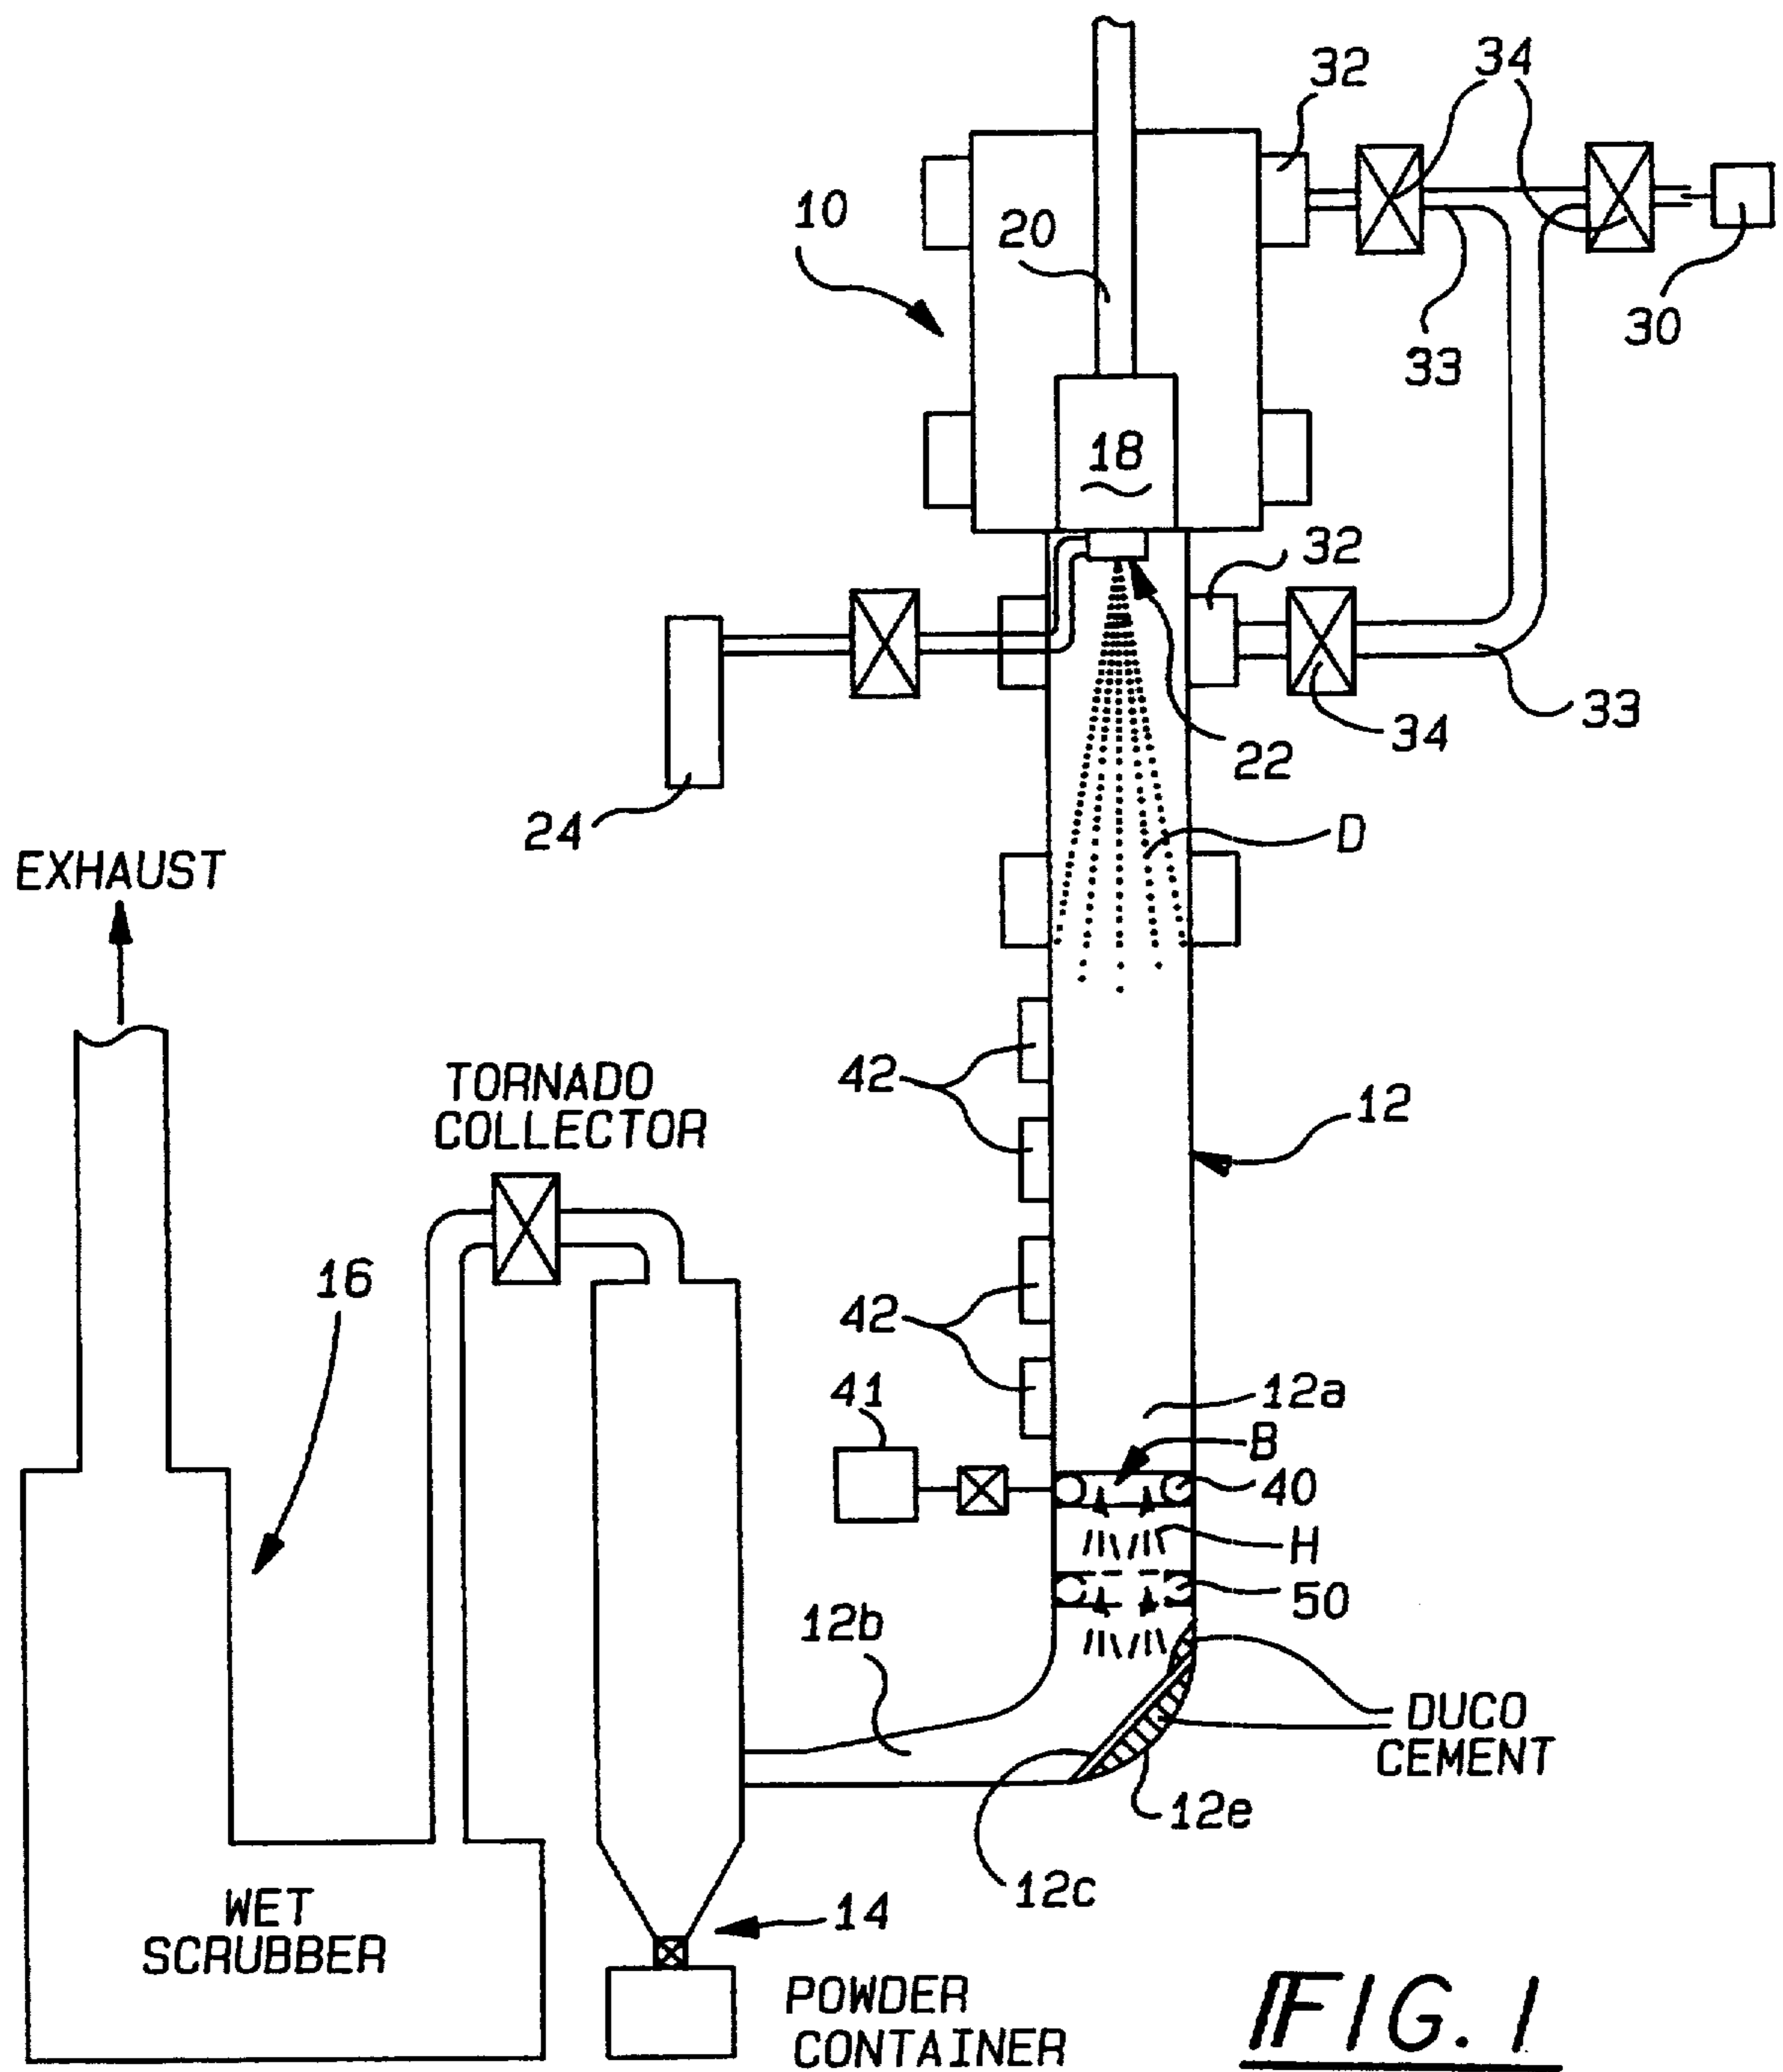 32
34
10
20
30
33
18
32
33
34
22
24
D
EXHAUST
42
TORNADO
COLLECTOR
12
16
42
41
12a
B
40
H
50
12b
DUCO
CEMENT
12e
12c
14
WET
SCRUBBER
POWDER
CONTAINER
FIG. 1